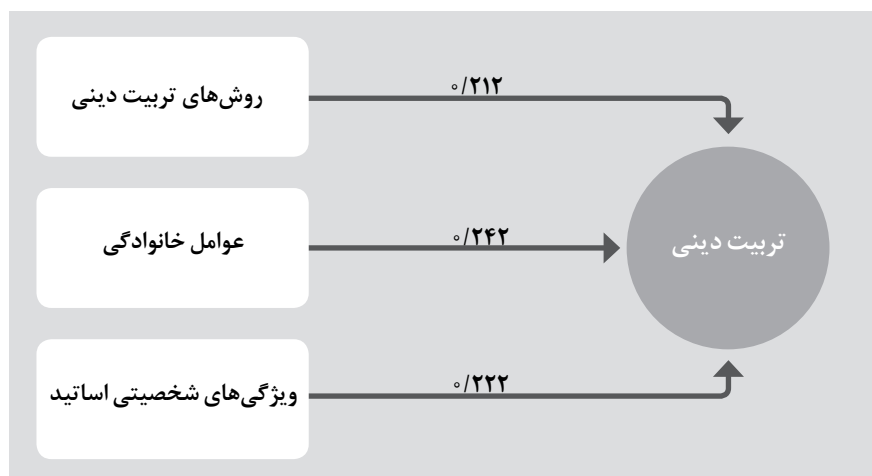 روش‌های تربیت دینی
۰/۲۱۲
عوامل خانوادگی
۰/۲۴۲
تربیت دینی
ویژگی‌های شخصیتی اساتید
۰/۲۲۲